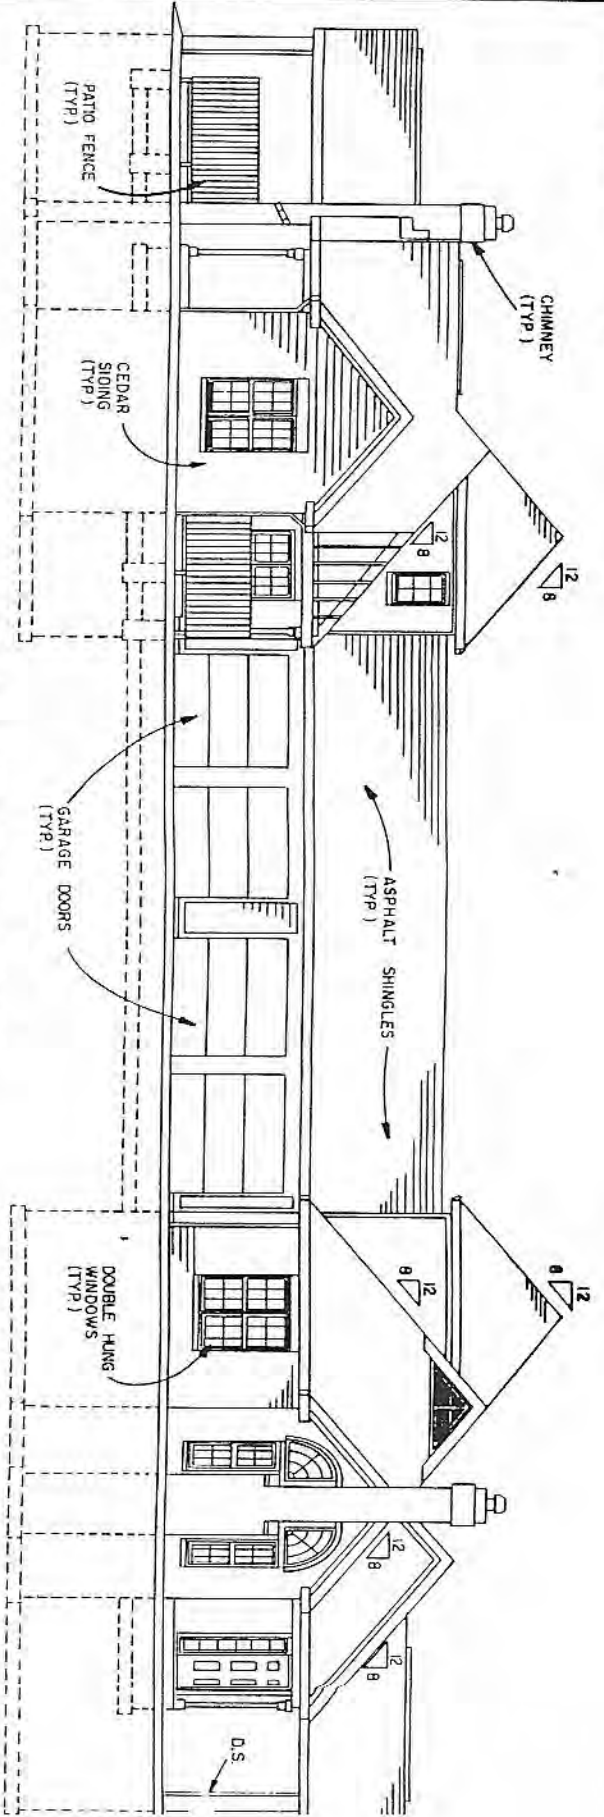 CHIMNEY
(TYP.)
12
8
12
8
12
8
12
8
12
8
12
8
ASPHALT SHINGLES
(TYP.)
PATIO FENCE
(TYP.)
CEDAR
SIDING
(TYP.)
GARAGE DOORS
(TYP.)
DOUBLE HUNG
WINDOWS
(TYP.)
D.S.